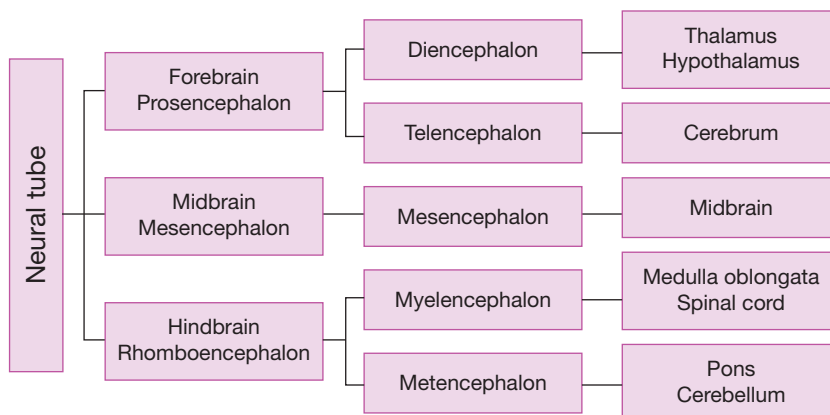 Neural tube
Forebrain
Prosencephalon
Diencephalon
Thalamus
Hypothalamus
Telencephalon
Cerebrum
Midbrain
Mesencephalon
Mesencephalon
Midbrain
Hindbrain
Rhomboencephalon
Myelencephalon
Medulla oblongata
Spinal cord
Metencephalon
Pons
Cerebellum